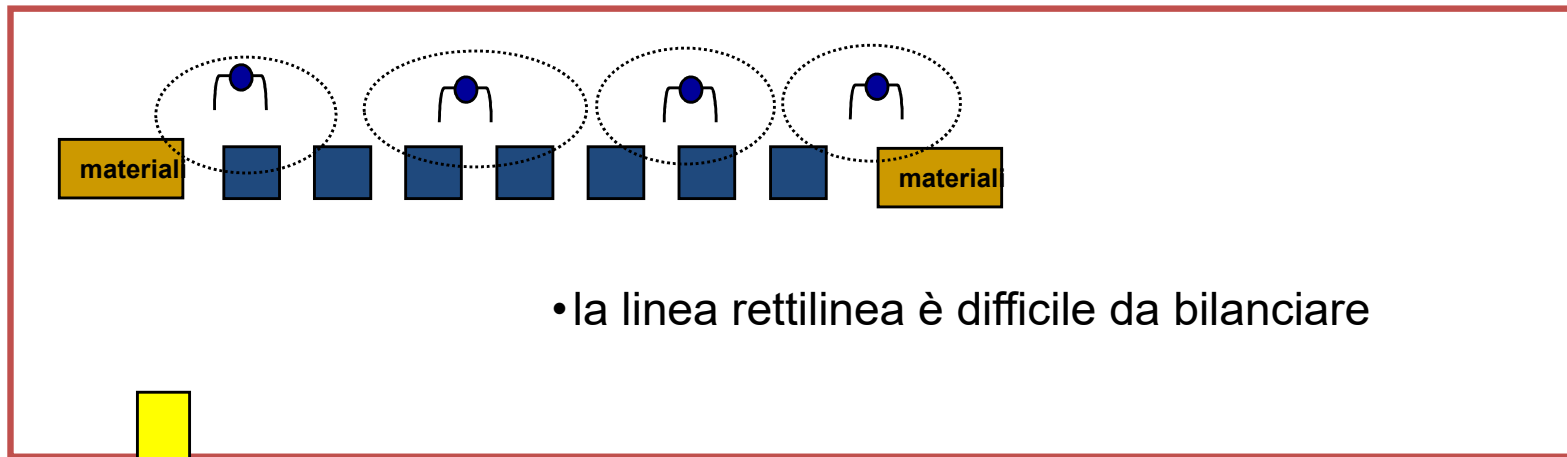 materiali
materiali
•la linea rettilinea è difficile da bilanciare